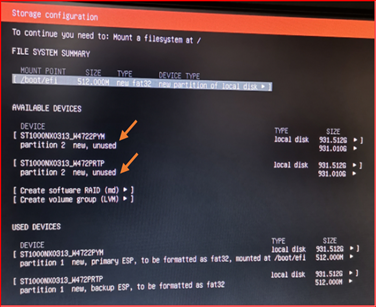 Storage configuration
To continue you need to: Mount a filesystem at /
FILE SYSTEM SUMMARY
MOUNT POINT SIZE TYPE DEVICE TYPE
[ /boot/efi 512.000M new fat32 new partition of local disk ▸ ]
AVAILABLE DEVICES
DEVICE TYPE SIZE
[ ST1000NX0313_W4722PYM local disk 931.512G ▸ ]
partition 2 new, unused 931.010G
[ ST1000NX0313_W472PRTP local disk 931.512G ▸ ]
partition 2 new, unused 931.010G
[ Create software RAID (md) ▸ ]
[ Create volume group (LVM) ▸ ]
USED DEVICES
DEVICE TYPE SIZE
[ ST1000NX0313_W4722PYM local disk 931.512G ▸ ]
partition 1 new, primary ESP, to be formatted as fat32, mounted at /boot/efi 512.000M
[ ST1000NX0313_W472PRTP local disk 931.512G ▸ ]
partition 1 new, backup ESP, to be formatted as fat32 512.000M